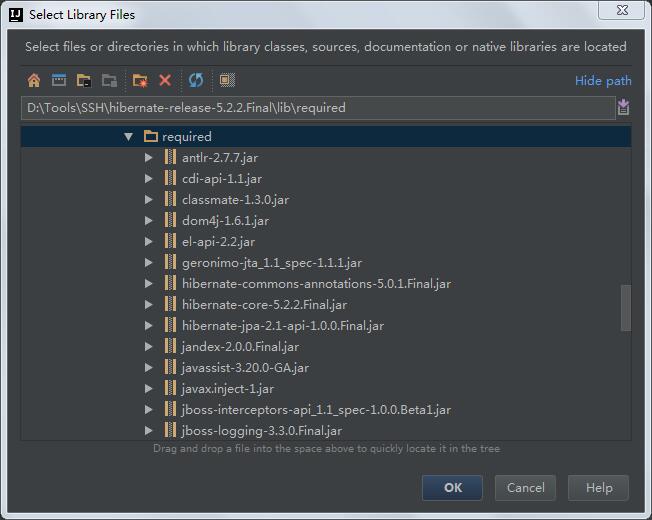 IJ Select Library Files
Select files or directories in which library classes, sources, documentation or native libraries are located
Hide path
D:\Tools\SSH\hibernate-release-5.2.2.Final\lib\required
required
antlr-2.7.7.jar
cdi-api-1.1.jar
classmate-1.3.0.jar
dom4j-1.6.1.jar
el-api-2.2.jar
geronimo-jta_1.1_spec-1.1.1.jar
hibernate-commons-annotations-5.0.1.Final.jar
hibernate-core-5.2.2.Final.jar
hibernate-jpa-2.1-api-1.0.0.Final.jar
jandex-2.0.0.Final.jar
javassist-3.20.0-GA.jar
javax.inject-1.jar
jboss-interceptors-api_1.1_spec-1.0.0.Beta1.jar
jboss-logging-3.3.0.Final.jar
Drag and drop a file into the space above to quickly locate it in the tree
OK Cancel Help